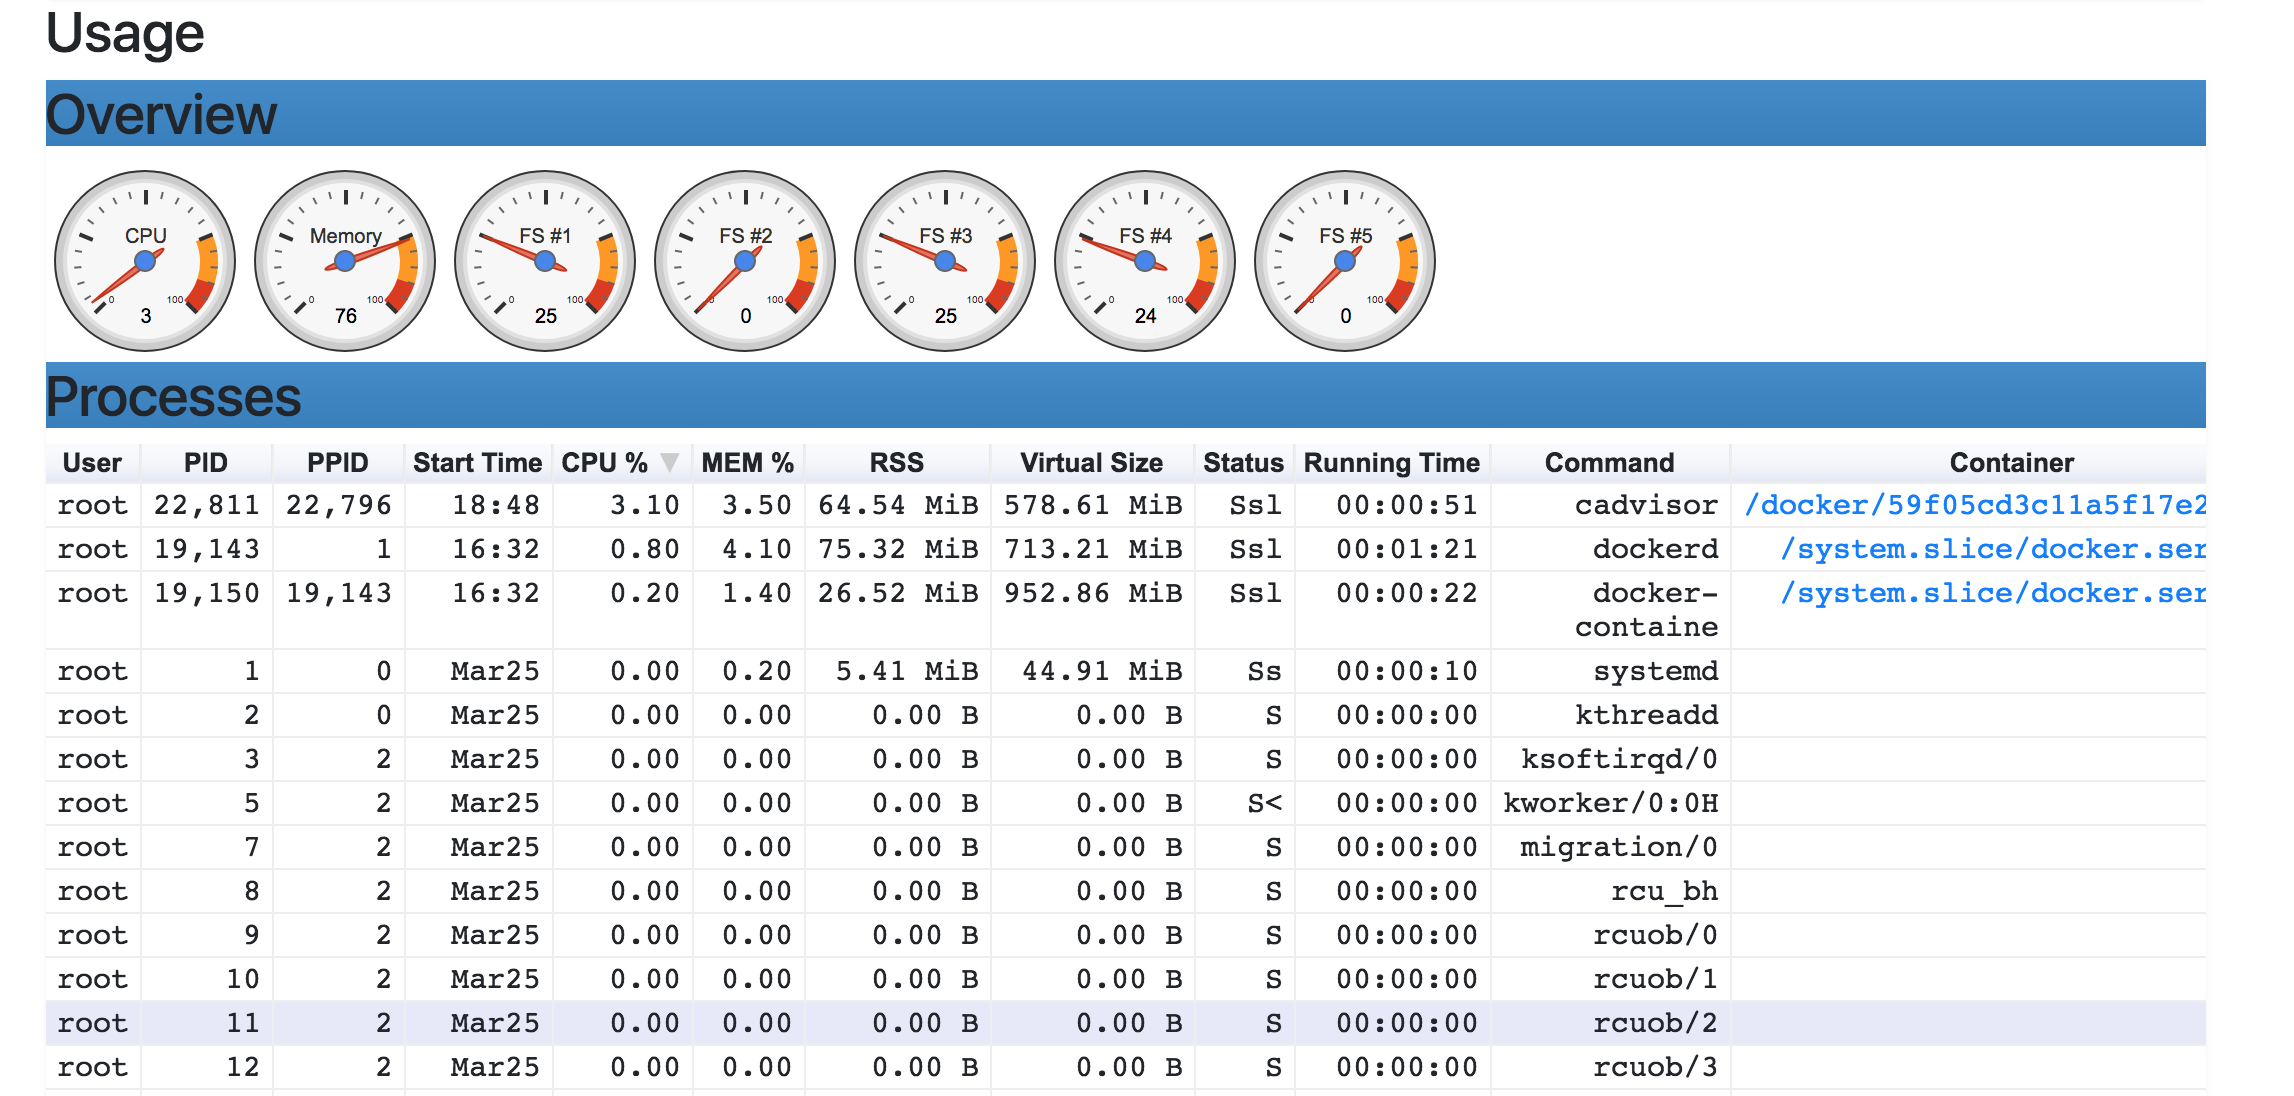 Usage
Overview
CPU Memory FS #1 FS #2 FS #3 FS #4 FS #5
0 100 0 100 0 100 0 100 0 100 0 100 0 100
3 76 25 0 25 24 0
Processes
User PID PPID Start Time CPU % ▼ MEM % RSS Virtual Size Status Running Time Command Container
root 22,811 22,796 18:48 3.10 3.50 64.54 MiB 578.61 MiB Ssl 00:00:51 cadvisor /docker/59f05cd3c11a5f17e2
root 19,143 1 16:32 0.80 4.10 75.32 MiB 713.21 MiB Ssl 00:01:21 dockerd /system.slice/docker.ser
root 19,150 19,143 16:32 0.20 1.40 26.52 MiB 952.86 MiB Ssl 00:00:22 docker- /system.slice/docker.ser
containe
root 1 0 Mar25 0.00 0.20 5.41 MiB 44.91 MiB Ss 00:00:10 systemd
root 2 0 Mar25 0.00 0.00 0.00 B 0.00 B S 00:00:00 kthreadd
root 3 2 Mar25 0.00 0.00 0.00 B 0.00 B S 00:00:00 ksoftirqd/0
root 5 2 Mar25 0.00 0.00 0.00 B 0.00 B S< 00:00:00 kworker/0:0H
root 7 2 Mar25 0.00 0.00 0.00 B 0.00 B S 00:00:00 migration/0
root 8 2 Mar25 0.00 0.00 0.00 B 0.00 B S 00:00:00 rcu_bh
root 9 2 Mar25 0.00 0.00 0.00 B 0.00 B S 00:00:00 rcuob/0
root 10 2 Mar25 0.00 0.00 0.00 B 0.00 B S 00:00:00 rcuob/1
root 11 2 Mar25 0.00 0.00 0.00 B 0.00 B S 00:00:00 rcuob/2
root 12 2 Mar25 0.00 0.00 0.00 B 0.00 B S 00:00:00 rcuob/3